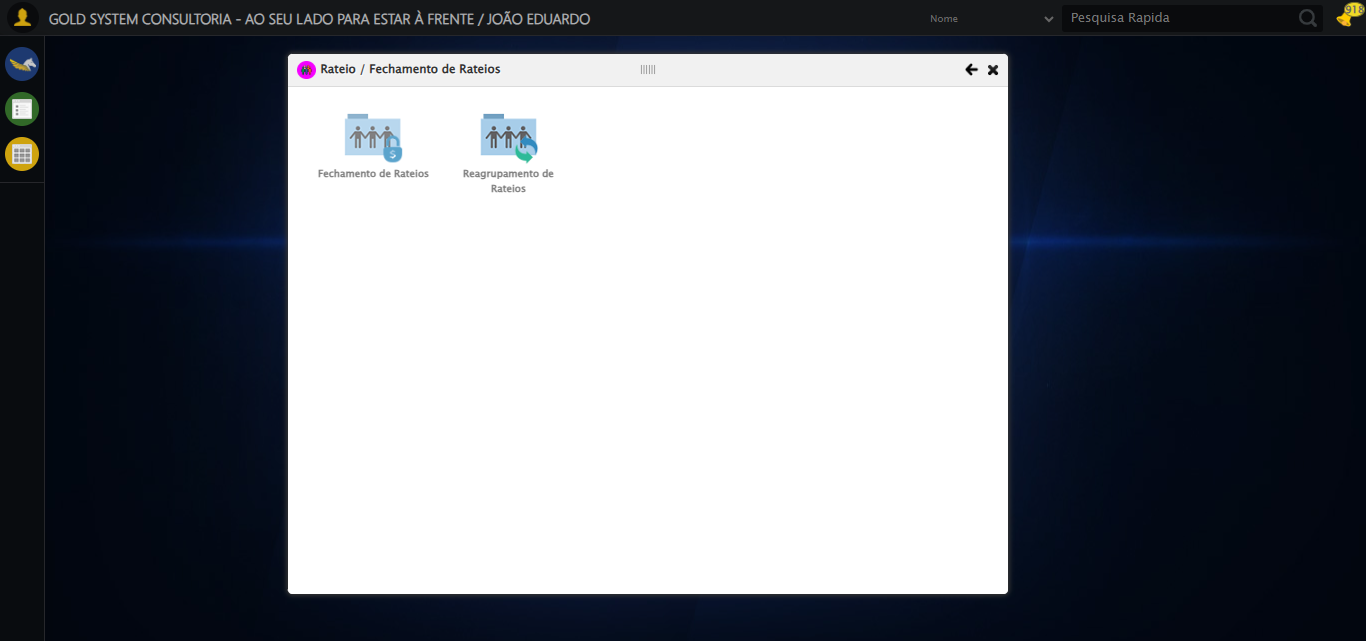 GOLD SYSTEM CONSULTORIA - AO SEU LADO PARA ESTAR À FRENTE / JOÃO EDUARDO
Nome
Pesquisa Rapida
918
Rateio / Fechamento de Rateios
$
Fechamento de Rateios
Reagrupamento de
Rateios